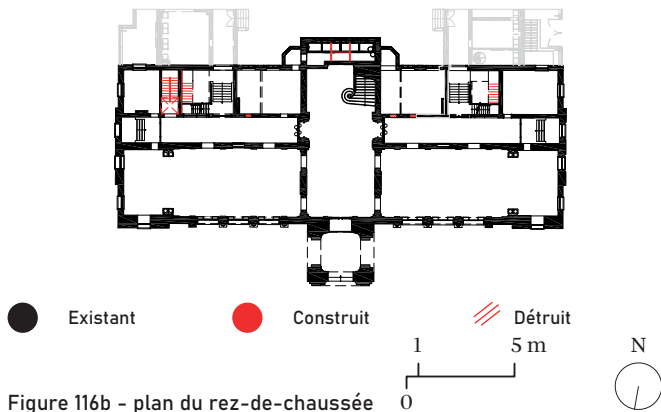 Existant
Construit
Détruit
1
5 m
N
0
Figure 116b - plan du rez-de-chaussée